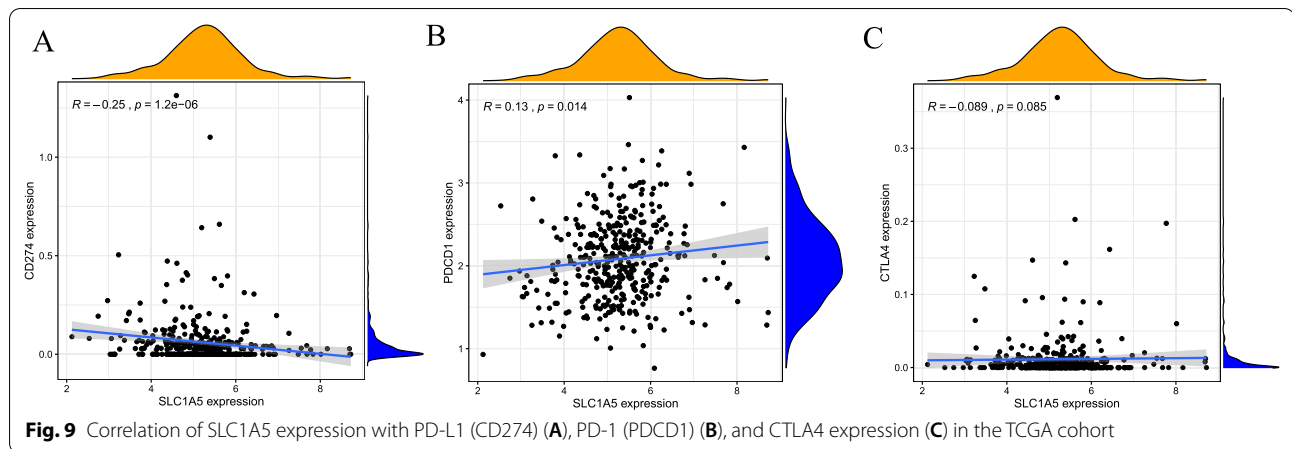 A
R = −0.25 , p = 1.2e−06
1.0
0.5
0.0
CD274 expression
2 4 6 8
SLC1A5 expression
B
R = 0.13 , p = 0.014
4
3
2
1
PDCD1 expression
2 4 6 8
SLC1A5 expression
C
R = −0.089 , p = 0.085
0.3
0.2
0.1
0.0
CTLA4 expression
2 4 6 8
SLC1A5 expression
Fig. 9 Correlation of SLC1A5 expression with PD-L1 (CD274) (A), PD-1 (PDCD1) (B), and CTLA4 expression (C) in the TCGA cohort